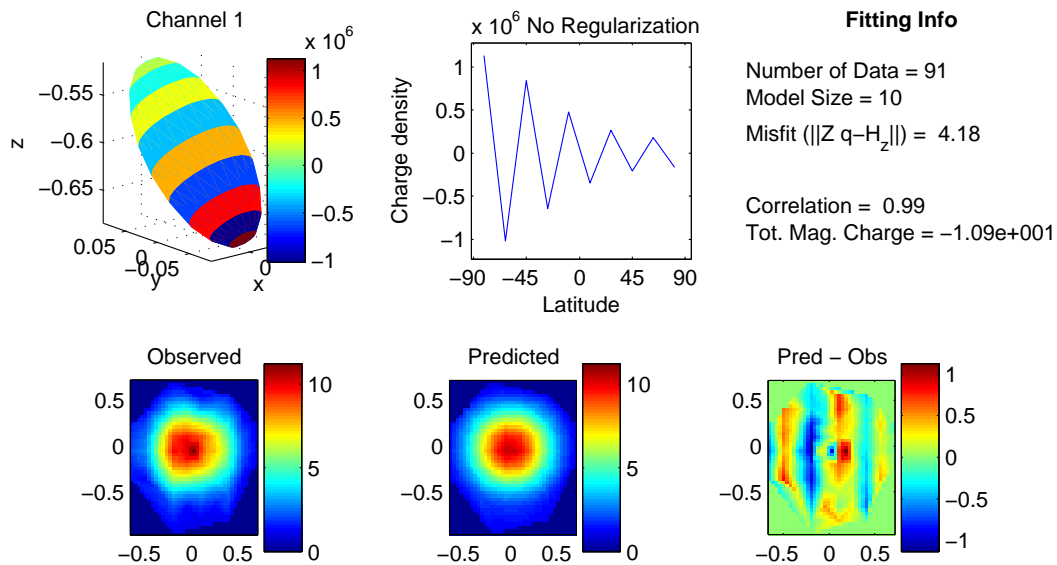 Channel 1
x 10^6
1
0.5
0
−0.5
−1
z
−0.55
−0.6
−0.65
0.05
0
−0.05
y
0
x
x 10^6 No Regularization
Charge density
1
0.5
0
−0.5
−1
−90 −45 0 45 90
Latitude
Fitting Info
Number of Data = 91
Model Size = 10
Misfit (||Z q−H_z||) = 4.18
Correlation = 0.99
Tot. Mag. Charge = −1.09e+001
Observed
0.5
0
−0.5
−0.5 0 0.5
10
5
0
Predicted
0.5
0
−0.5
−0.5 0 0.5
10
5
0
Pred − Obs
0.5
0
−0.5
−0.5 0 0.5
1
0.5
0
−0.5
−1